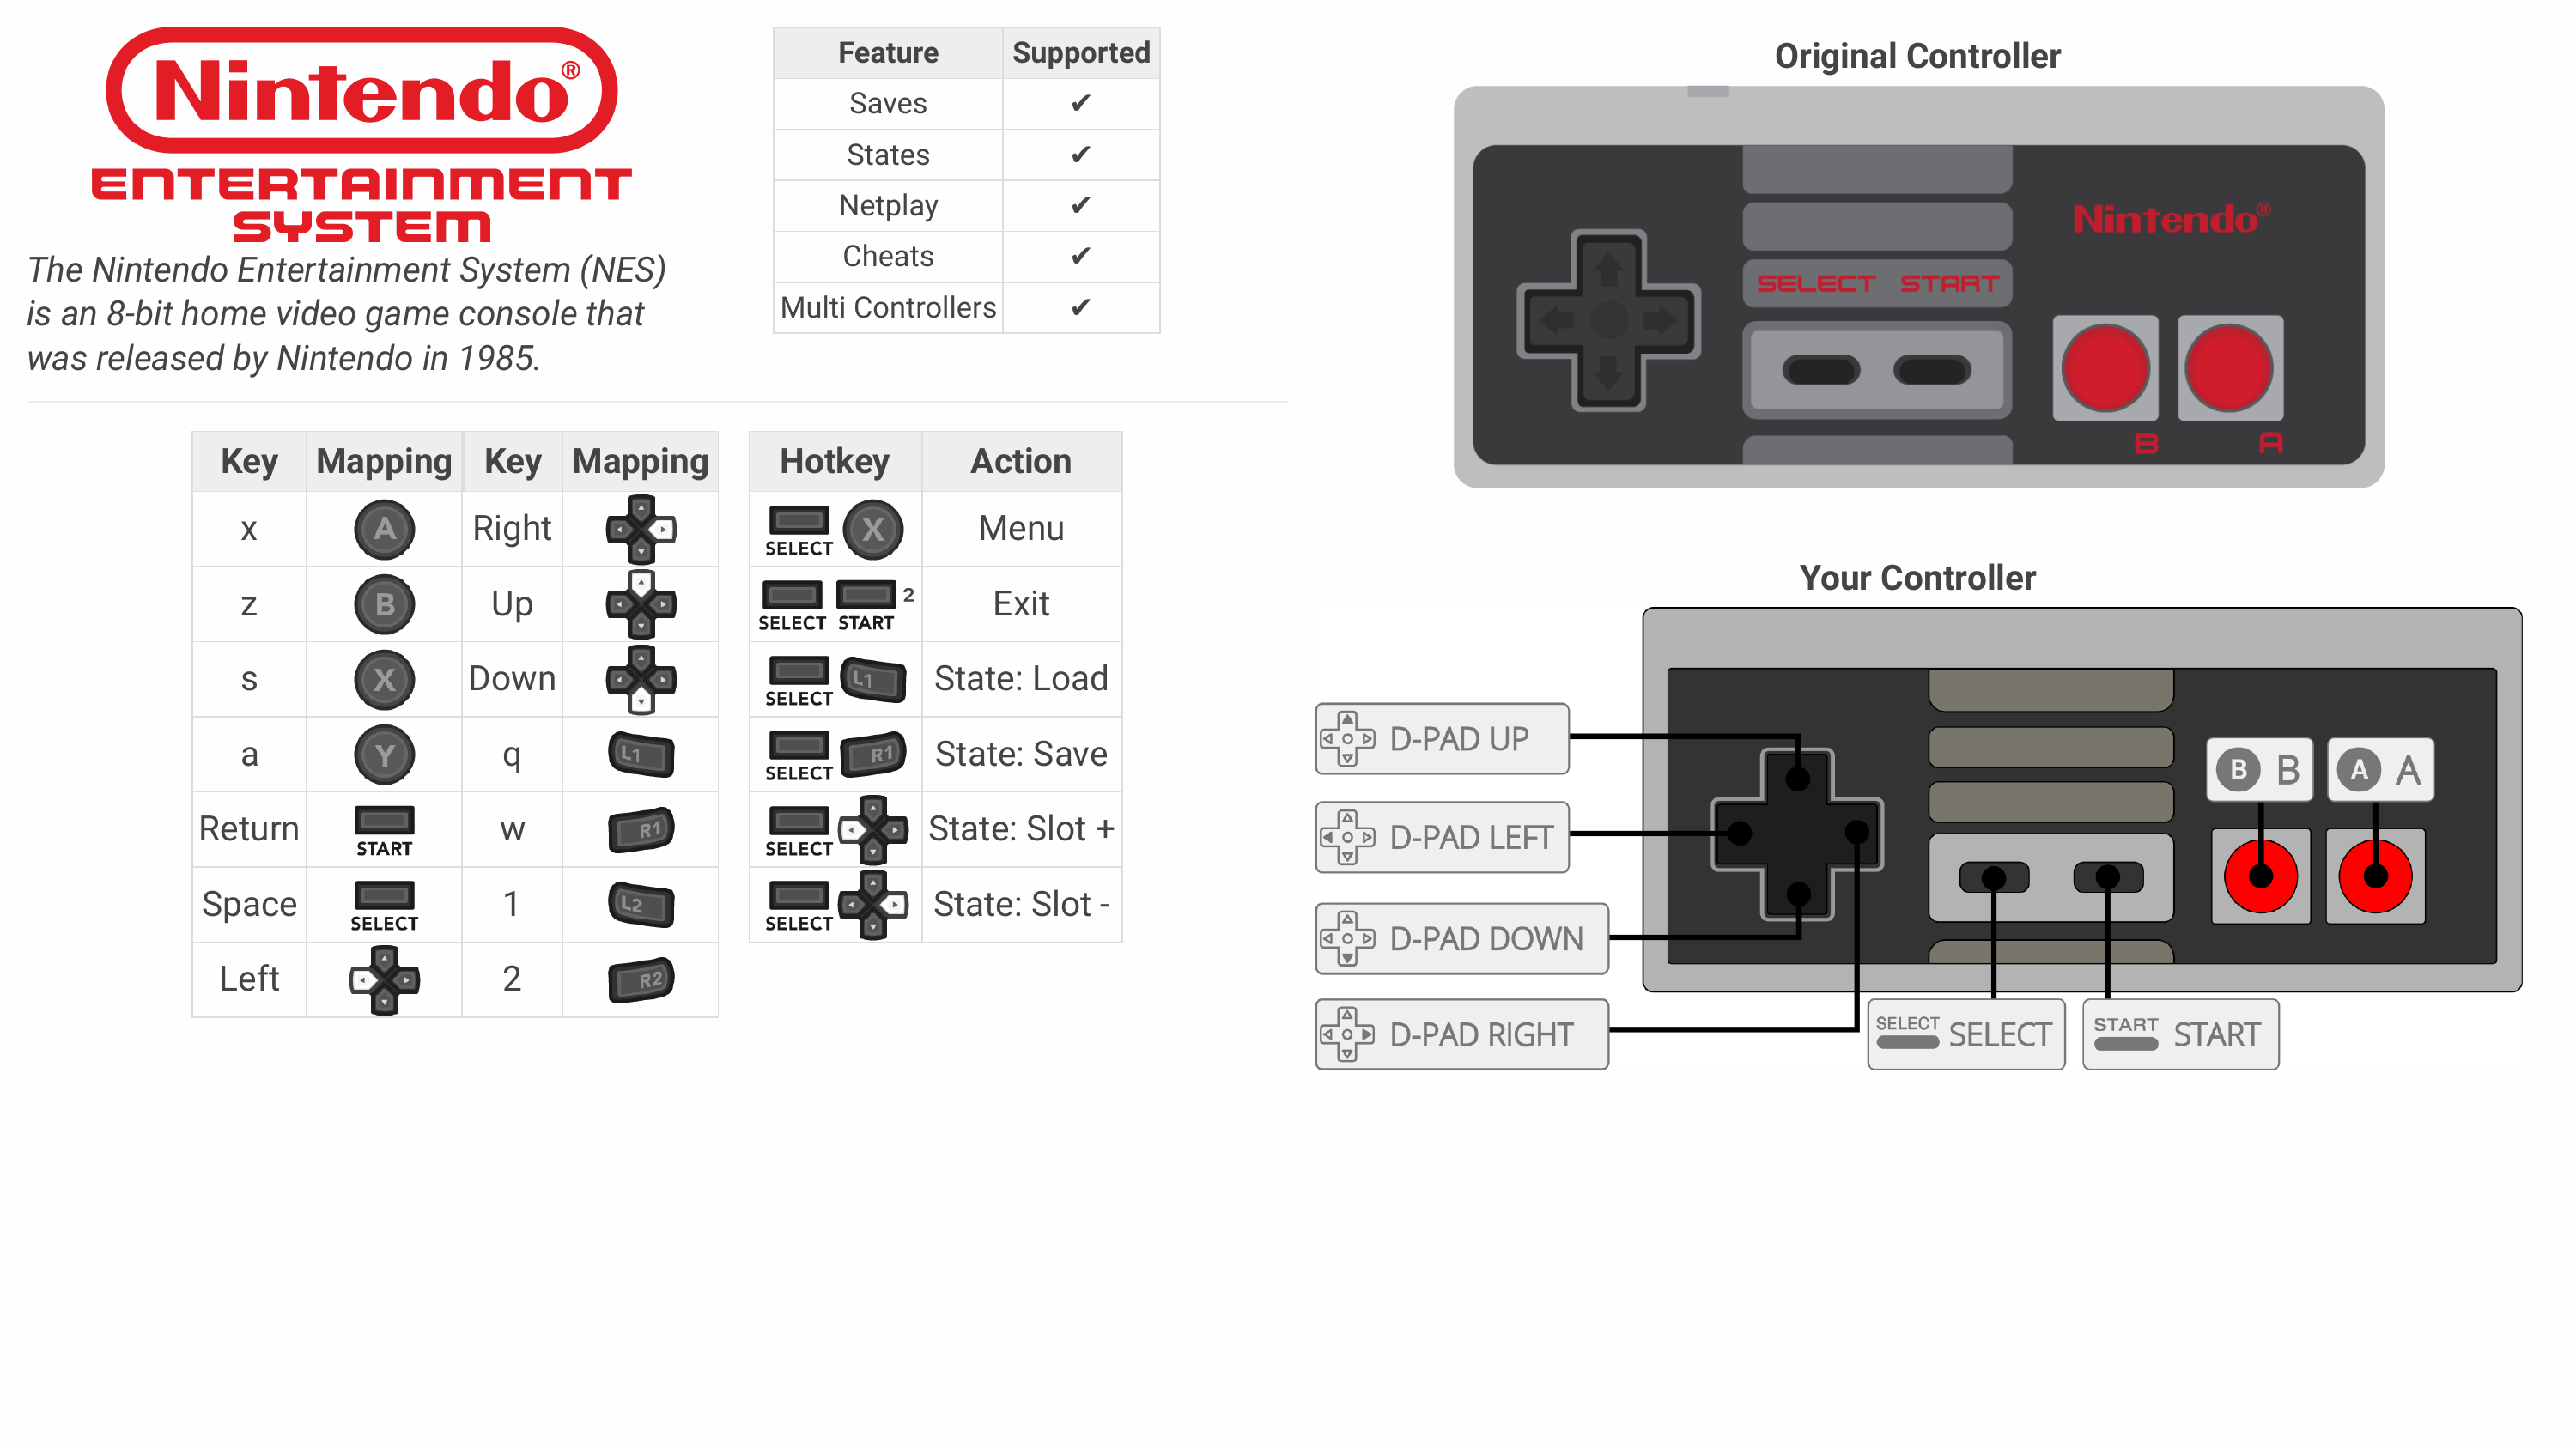 Nintendo®
ENTERTAINMENT
SYSTEM
The Nintendo Entertainment System (NES)
is an 8-bit home video game console that
was released by Nintendo in 1985.
Feature Supported
Saves ✔
States ✔
Netplay ✔
Cheats ✔
Multi Controllers ✔
Key Mapping Key Mapping
x A Right
z B Up
s X Down
a Y q L1
Return START w R1
Space SELECT 1 L2
Left 2 R2
Hotkey Action
SELECT X Menu
SELECT START 2 Exit
SELECT L1 State: Load
SELECT R1 State: Save
SELECT State: Slot +
SELECT State: Slot -
Original Controller
Nintendo®
SELECT START
B A
Your Controller
D-PAD UP
D-PAD LEFT
D-PAD DOWN
D-PAD RIGHT
B B A A
SELECT SELECT START START